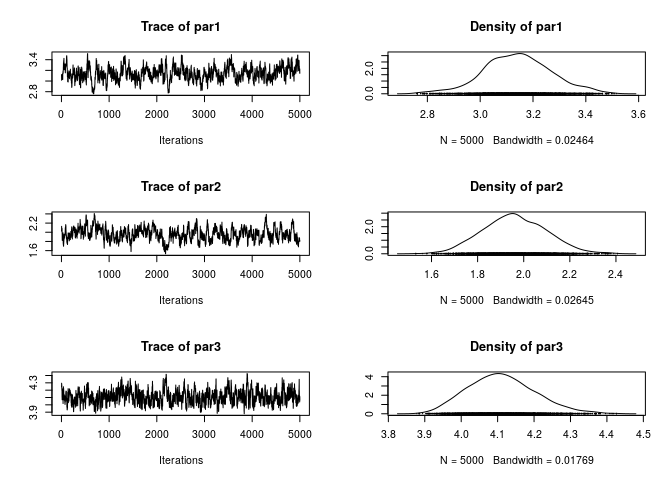 Trace of par1
Density of par1
3.4
2.8
2.0
0.0
0 1000 2000 3000 4000 5000
2.8 3.0 3.2 3.4 3.6
Iterations
N = 5000 Bandwidth = 0.02464
Trace of par2
Density of par2
2.2
1.6
2.0
0.0
0 1000 2000 3000 4000 5000
1.6 1.8 2.0 2.2 2.4
Iterations
N = 5000 Bandwidth = 0.02645
Trace of par3
Density of par3
4.3
3.9
4
2
0
0 1000 2000 3000 4000 5000
3.8 3.9 4.0 4.1 4.2 4.3 4.4 4.5
Iterations
N = 5000 Bandwidth = 0.01769